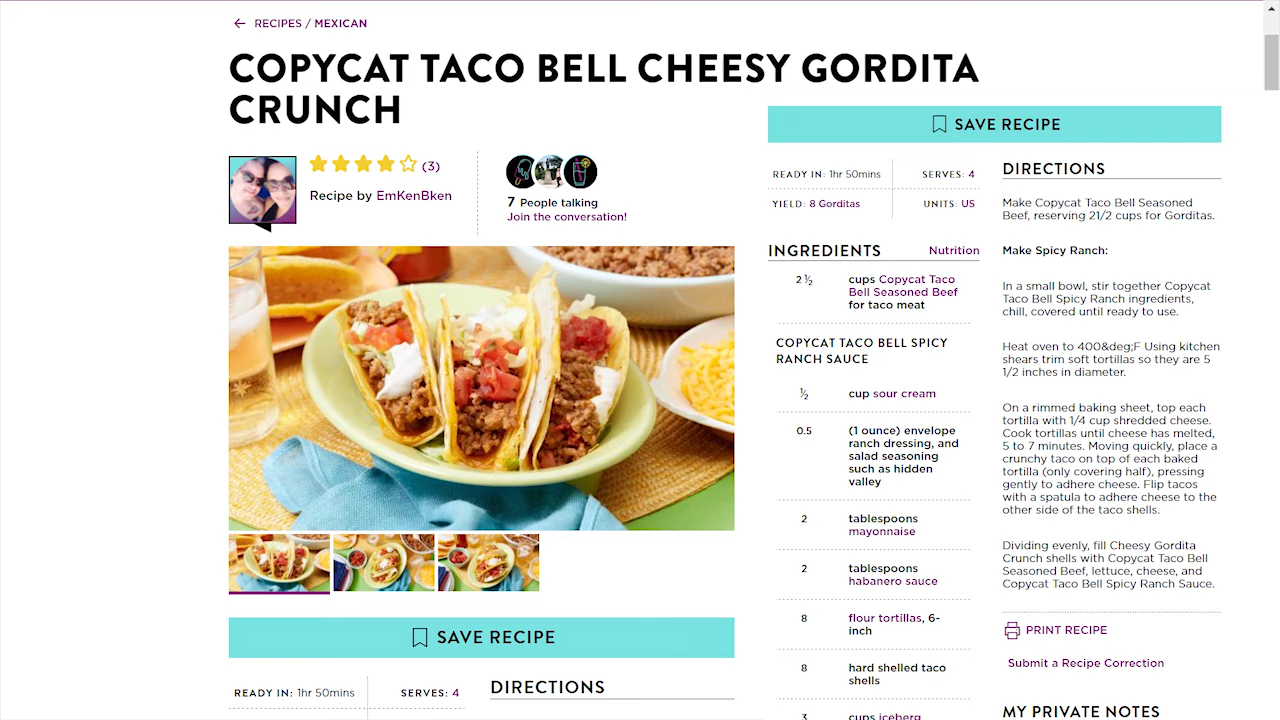 ← RECIPES / MEXICAN
COPYCAT TACO BELL CHEESY GORDITA
CRUNCH
(3)
Recipe by EmKenBken
7 People talking
Join the conversation!
SAVE RECIPE
READY IN: 1hr 50mins
SERVES: 4
DIRECTIONS
SAVE RECIPE
READY IN: 1hr 50mins
SERVES: 4
YIELD: 8 Gorditas
UNITS: US
INGREDIENTS
Nutrition
2 ½ cups Copycat Taco
Bell Seasoned Beef
for taco meat
COPYCAT TACO BELL SPICY
RANCH SAUCE
½ cup sour cream
0.5 (1 ounce) envelope
ranch dressing, and
salad seasoning
such as hidden
valley
2 tablespoons
mayonnaise
2 tablespoons
habanero sauce
8 flour tortillas, 6-
inch
8 hard shelled taco
shells
3 cups iceberg
DIRECTIONS
Make Copycat Taco Bell Seasoned
Beef, reserving 21/2 cups for Gorditas.
Make Spicy Ranch:
In a small bowl, stir together Copycat
Taco Bell Spicy Ranch ingredients,
chill, covered until ready to use.
Heat oven to 400&deg;F Using kitchen
shears trim soft tortillas so they are 5
1/2 inches in diameter.
On a rimmed baking sheet, top each
tortilla with 1/4 cup shredded cheese.
Cook tortillas until cheese has melted,
5 to 7 minutes. Moving quickly, place a
crunchy taco on top of each baked
tortilla (only covering half), pressing
gently to adhere cheese. Flip tacos
with a spatula to adhere cheese to the
other side of the taco shells.
Dividing evenly, fill Cheesy Gordita
Crunch shells with Copycat Taco Bell
Seasoned Beef, lettuce, cheese, and
Copycat Taco Bell Spicy Ranch Sauce.
PRINT RECIPE
Submit a Recipe Correction
MY PRIVATE NOTES